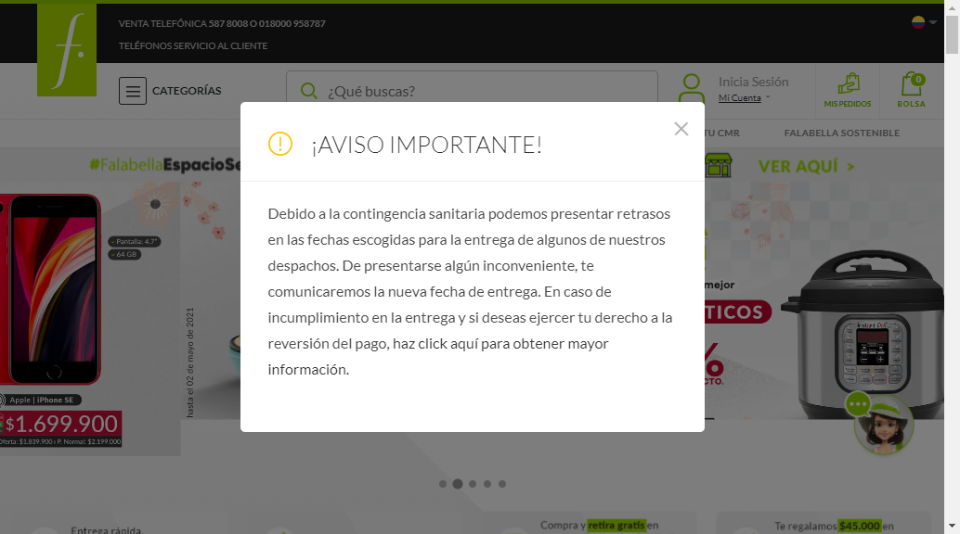 VENTA TELEFÓNICA 587 8008 O 018000 958787
TELÉFONOS SERVICIO AL CLIENTE
f.
CATEGORÍAS
¿Qué buscas?
Inicia Sesión
Mi Cuenta
MIS PEDIDOS
0
BOLSA
TU CMR
FALABELLA SOSTENIBLE
#FalabellaEspacioSe
VER AQUÍ >
¡AVISO IMPORTANTE!
Debido a la contingencia sanitaria podemos presentar retrasos
en las fechas escogidas para la entrega de algunos de nuestros
despachos. De presentarse algún inconveniente, te
comunicaremos la nueva fecha de entrega. En caso de
incumplimiento en la entrega y si deseas ejercer tu derecho a la
reversión del pago, haz click aquí para obtener mayor
información.
Pantalla: 4.7"
64 GB
Apple | iPhone SE
$1.699.900
Oferta: $1.839.900 - P. Normal: $2.199.000
hasta el 02 de mayo de 2021
mejor
TICOS
%
CTO.
Instant Pot
Entrega rápida,
Compra y retira gratis en
Te regalamos $45.000 en